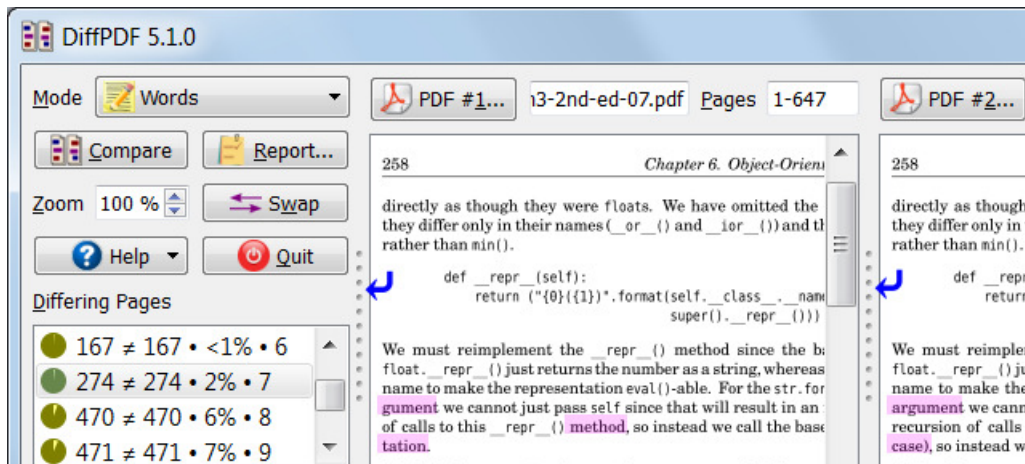 DiffPDF 5.1.0
Mode Words
Compare Report...
Zoom 100 % Swap
Help Quit
Differing Pages
167 ≠ 167 • <1% • 6
274 ≠ 274 • 2% • 7
470 ≠ 470 • 6% • 8
471 ≠ 471 • 7% • 9
PDF #1... 3-2nd-ed-07.pdf Pages 1-647
258 Chapter 6. Object-Orien
directly as though they were floats. We have omitted the
they differ only in their names (__or__() and __ior__()) and th
rather than min().
def __repr__(self):
return ("{0}({1})".format(self.__class__.__nam
super().__repr__()))
We must reimplement the __repr__() method since the ba
float.__repr__() just returns the number as a string, whereas
name to make the representation eval()-able. For the str.for
gument we cannot just pass self since that will result in an
of calls to this __repr__() method, so instead we call the base
tation.
PDF #2...
258
directly as though
they differ only in
rather than min().
def __repr
return
We must reimple
float.__repr__() ju
name to make the
argument we cann
recursion of calls
case), so instead w